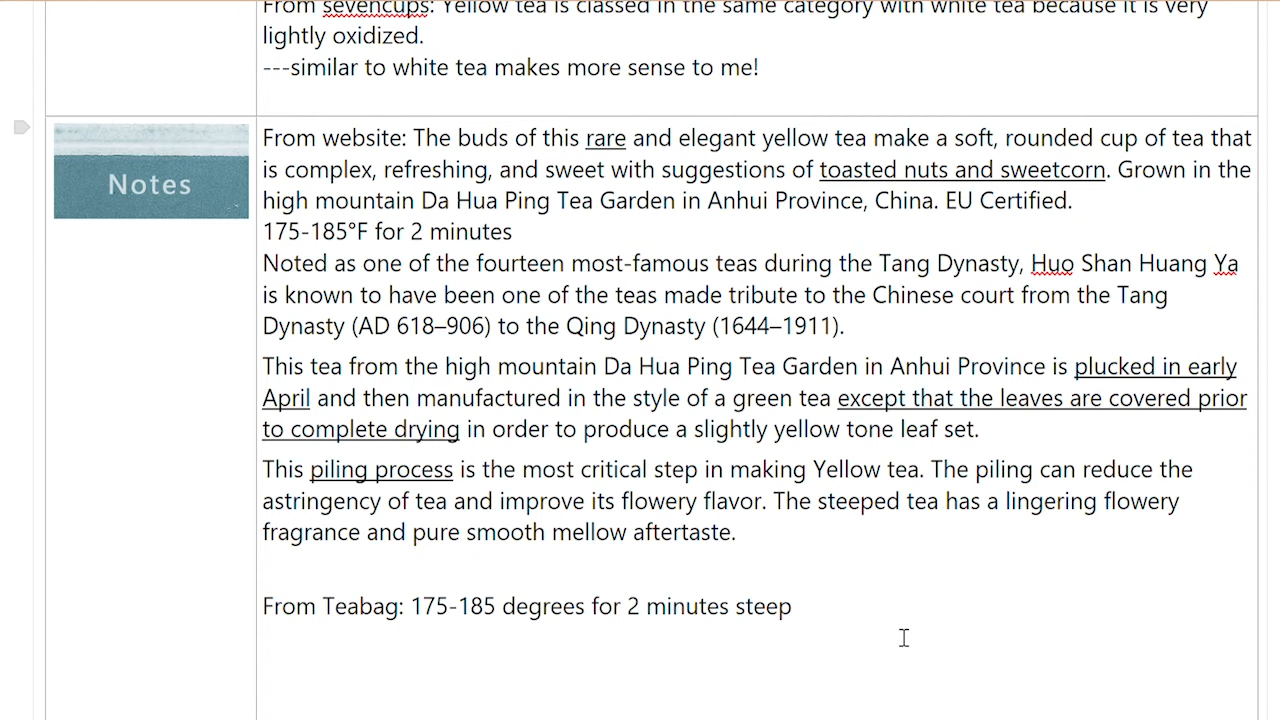 From sevencups: Yellow tea is classed in the same category with white tea because it is very
lightly oxidized.
---similar to white tea makes more sense to me!
Notes
From website: The buds of this rare and elegant yellow tea make a soft, rounded cup of tea that
is complex, refreshing, and sweet with suggestions of toasted nuts and sweetcorn. Grown in the
high mountain Da Hua Ping Tea Garden in Anhui Province, China. EU Certified.
175-185°F for 2 minutes
Noted as one of the fourteen most-famous teas during the Tang Dynasty, Huo Shan Huang Ya
is known to have been one of the teas made tribute to the Chinese court from the Tang
Dynasty (AD 618–906) to the Qing Dynasty (1644–1911).
This tea from the high mountain Da Hua Ping Tea Garden in Anhui Province is plucked in early
April and then manufactured in the style of a green tea except that the leaves are covered prior
to complete drying in order to produce a slightly yellow tone leaf set.
This piling process is the most critical step in making Yellow tea. The piling can reduce the
astringency of tea and improve its flowery flavor. The steeped tea has a lingering flowery
fragrance and pure smooth mellow aftertaste.
From Teabag: 175-185 degrees for 2 minutes steep